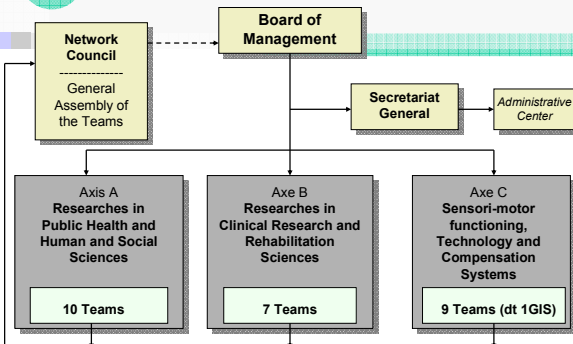 Board of
Management
Network
Council
--------------
General
Assembly of
the Teams
Secretariat
General
Administrative
Center
Axis A
Researches in
Public Health and
Human and Social
Sciences
10 Teams
Axe B
Researches in
Clinical Research and
Rehabilitation
Sciences
7 Teams
Axe C
Sensori-motor
functioning,
Technology and
Compensation
Systems
9 Teams (dt 1GIS)